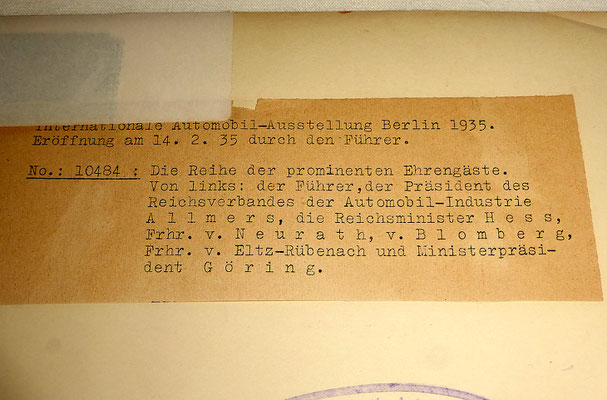 Internationale Automobil-Ausstellung Berlin 1935.
Eröffnung am 14. 2. 35 durch den Führer.
No.: 10484 : Die Reihe der prominenten Ehrengäste.
Von links: der Führer,der Präsident des
Reichsverbandes der Automobil-Industrie
A l l m e r s, die Reichsminister H e s s,
Frhr. v. N e u r a t h, v. B l o m b e r g,
Frhr. v. Eltz-Rübenach und Ministerpräsi-
dent G ö r i n g.